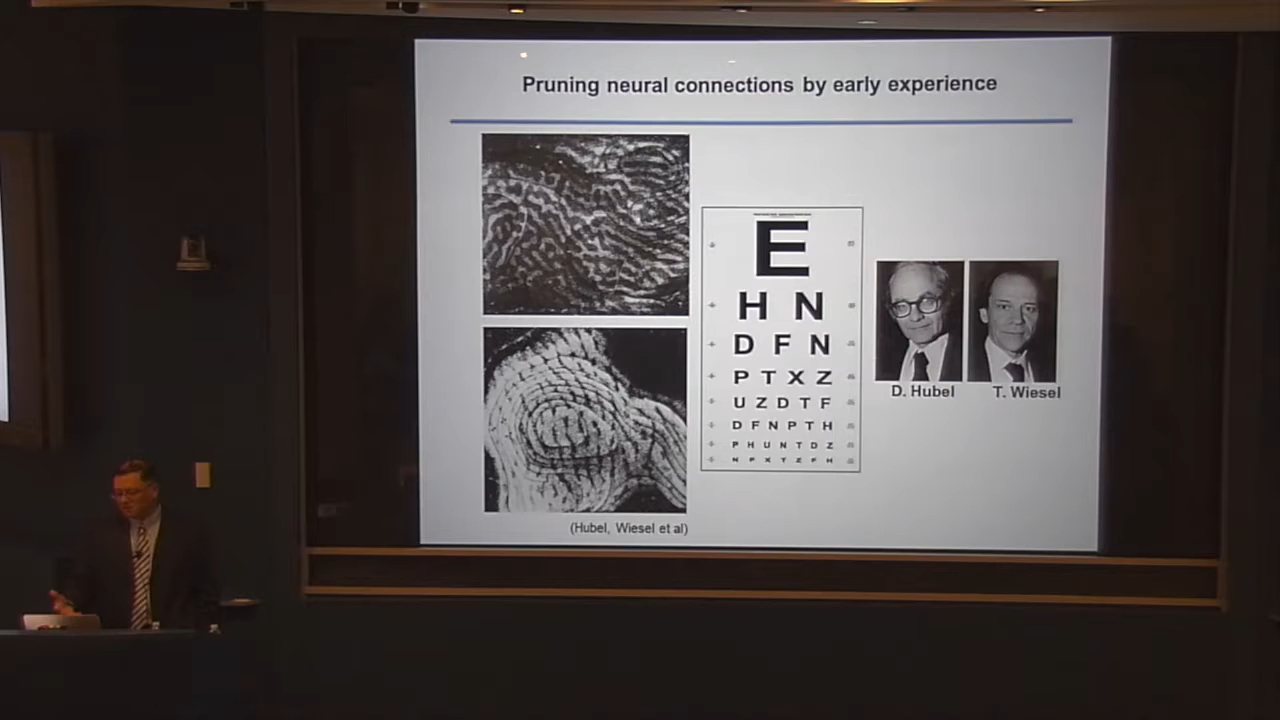 Pruning neural connections by early experience
E
H N
D F N
P T X Z
U Z D T F
D F N P T H
P H U N T D Z
N P X T Z F H
D. Hubel T. Wiesel
(Hubel, Wiesel et al)